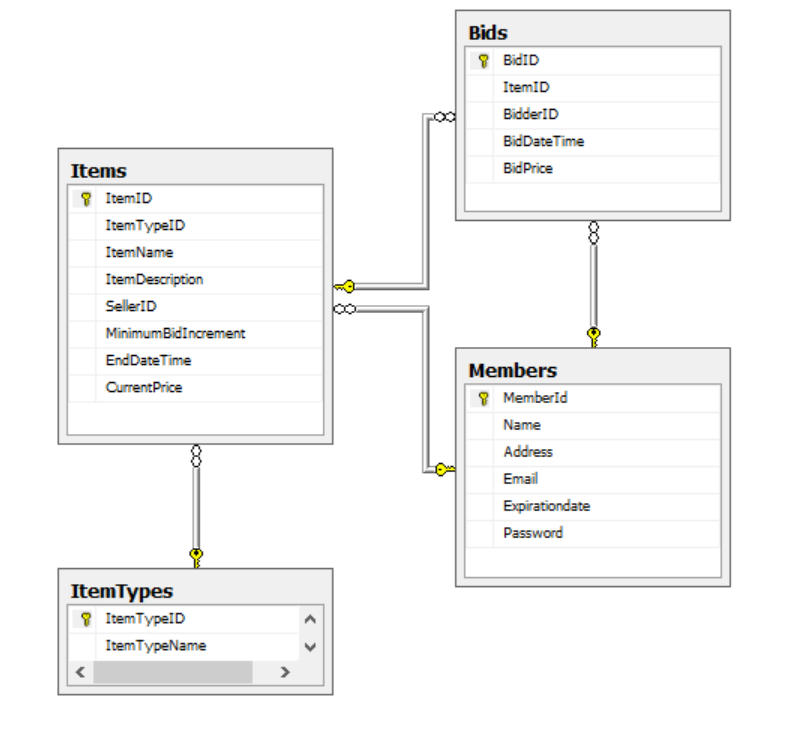 Bids
BidID
ItemID
BidderID
BidDateTime
BidPrice
Items
ItemID
ItemTypeID
ItemName
ItemDescription
SellerID
MinimumBidIncrement
EndDateTime
CurrentPrice
Members
MemberId
Name
Address
Email
Expirationdate
Password
ItemTypes
ItemTypeID
ItemTypeName